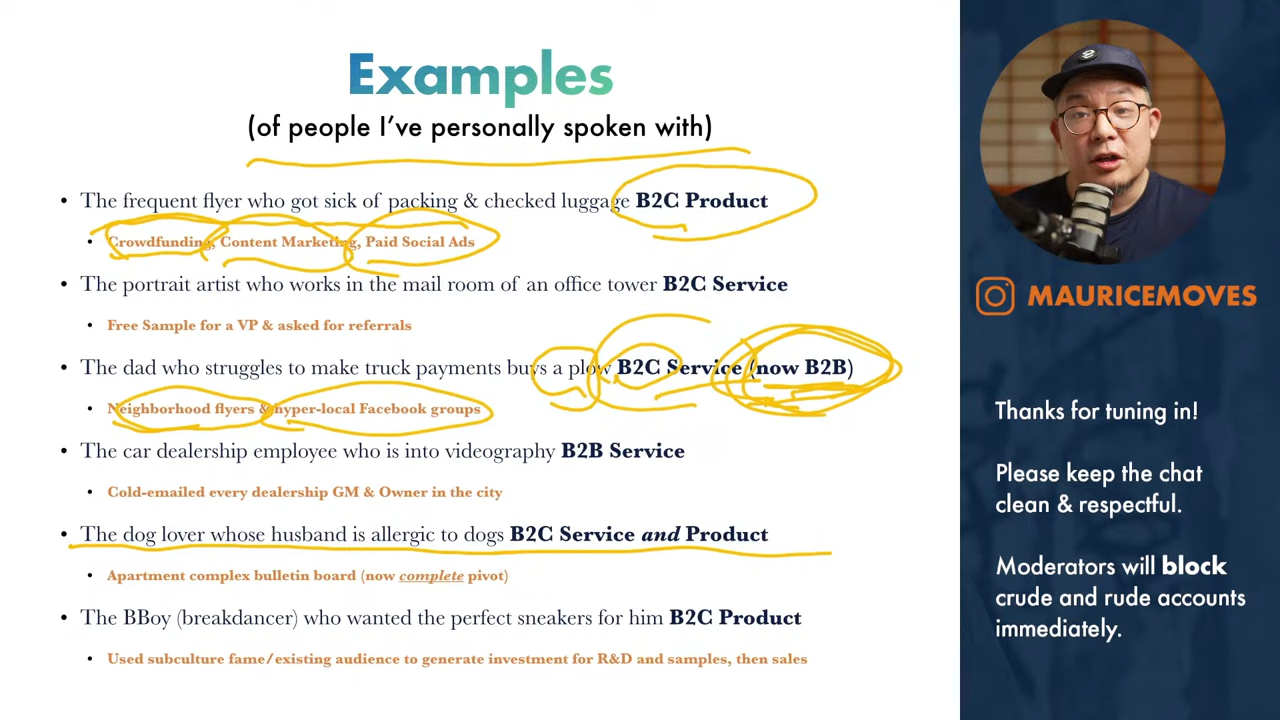 Examples
(of people I've personally spoken with)
• The frequent flyer who got sick of packing & checked luggage B2C Product
• Crowdfunding, Content Marketing, Paid Social Ads
• The portrait artist who works in the mail room of an office tower B2C Service
• Free Sample for a VP & asked for referrals
• The dad who struggles to make truck payments buys a plow B2C Service (now B2B)
• Neighborhood flyers & hyper-local Facebook groups
• The car dealership employee who is into videography B2B Service
• Cold-emailed every dealership GM & Owner in the city
• The dog lover whose husband is allergic to dogs B2C Service and Product
• Apartment complex bulletin board (now complete pivot)
• The BBoy (breakdancer) who wanted the perfect sneakers for him B2C Product
• Used subculture fame/existing audience to generate investment for R&D and samples, then sales
MAURICEMOVES
Thanks for tuning in!
Please keep the chat
clean & respectful.
Moderators will block
crude and rude accounts
immediately.